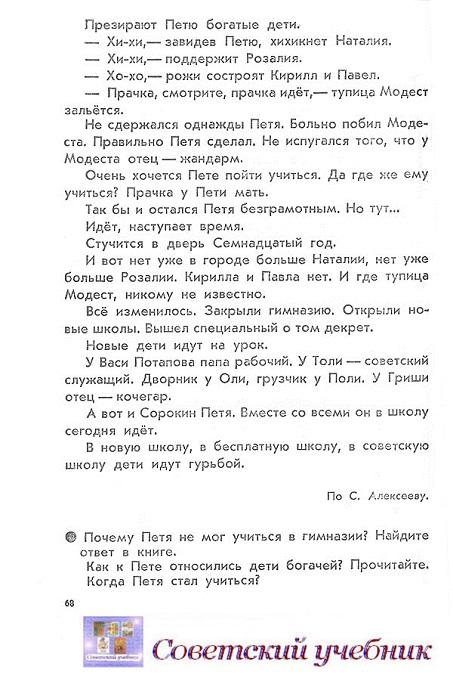 Презирают Петю богатые дети.
— Хи-хи,— завидев Петю, хихикнет Наталия.
— Хи-хи,— поддержит Розалия.
— Хо-хо,— рожи состроят Кирилл и Павел.
— Прачка, смотрите, прачка идёт,— тупица Модест
зальётся.
Не сдержался однажды Петя. Больно побил Моде-
ста. Правильно Петя сделал. Не испугался того, что у
Модеста отец — жандарм.
Очень хочется Пете пойти учиться. Да где же ему
учиться? Прачка у Пети мать.
Так бы и остался Петя безграмотным. Но тут...
Идёт, наступает время.
Стучится в дверь Семнадцатый год.
И вот нет уже в городе больше Наталии, нет уже
больше Розалии. Кирилла и Павла нет. И где тупица
Модест, никому не известно.
Всё изменилось. Закрыли гимназию. Открыли но-
вые школы. Вышел специальный о том декрет.
Новые дети идут на урок.
У Васи Потапова папа рабочий. У Толи — советский
служащий. Дворник у Оли, грузчик у Поли. У Гриши
отец — кочегар.
А вот и Сорокин Петя. Вместе со всеми он в школу
сегодня идёт.
В новую школу, в бесплатную школу, в советскую
школу дети идут гурьбой.
По С. Алексееву.
Почему Петя не мог учиться в гимназии? Найдите
ответ в книге.
Как к Пете относились дети богачей? Прочитайте.
Когда Петя стал учиться?
68
Советский учебник
Советский учебник